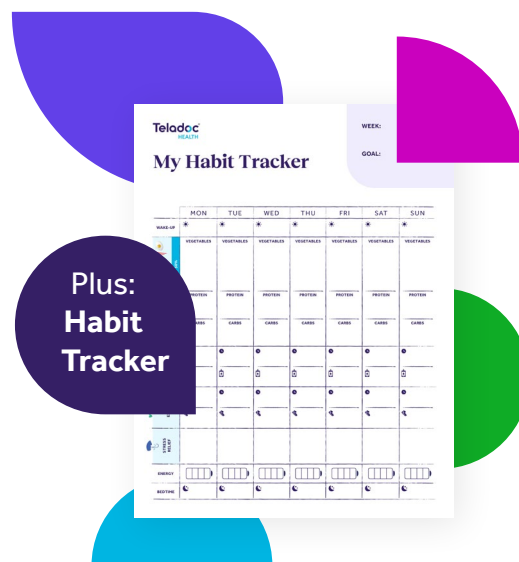 Teladoc
HEALTH
WEEK:
GOAL:
My Habit Tracker
MON TUE WED THU FRI SAT SUN
WAKE-UP
VEGETABLES VEGETABLES VEGETABLES VEGETABLES VEGETABLES VEGETABLES VEGETABLES
PROTEIN PROTEIN PROTEIN PROTEIN PROTEIN PROTEIN PROTEIN
CARBS CARBS CARBS CARBS CARBS CARBS CARBS
STRESS
RELIEF
ENERGY
BEDTIME
Plus:
Habit
Tracker